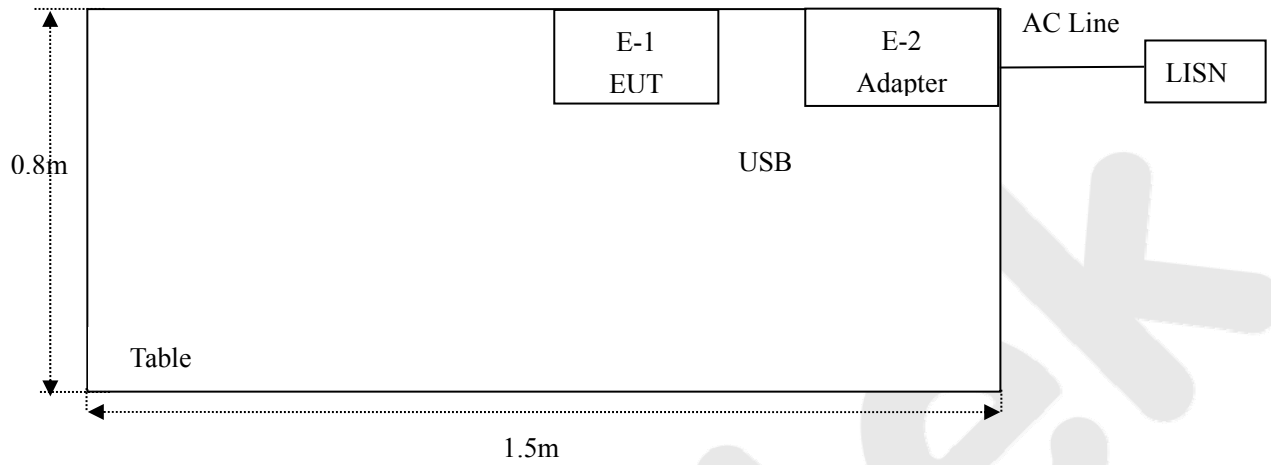 AC Line
E-1
EUT
E-2
Adapter
LISN
0.8m
USB
Table
1.5m